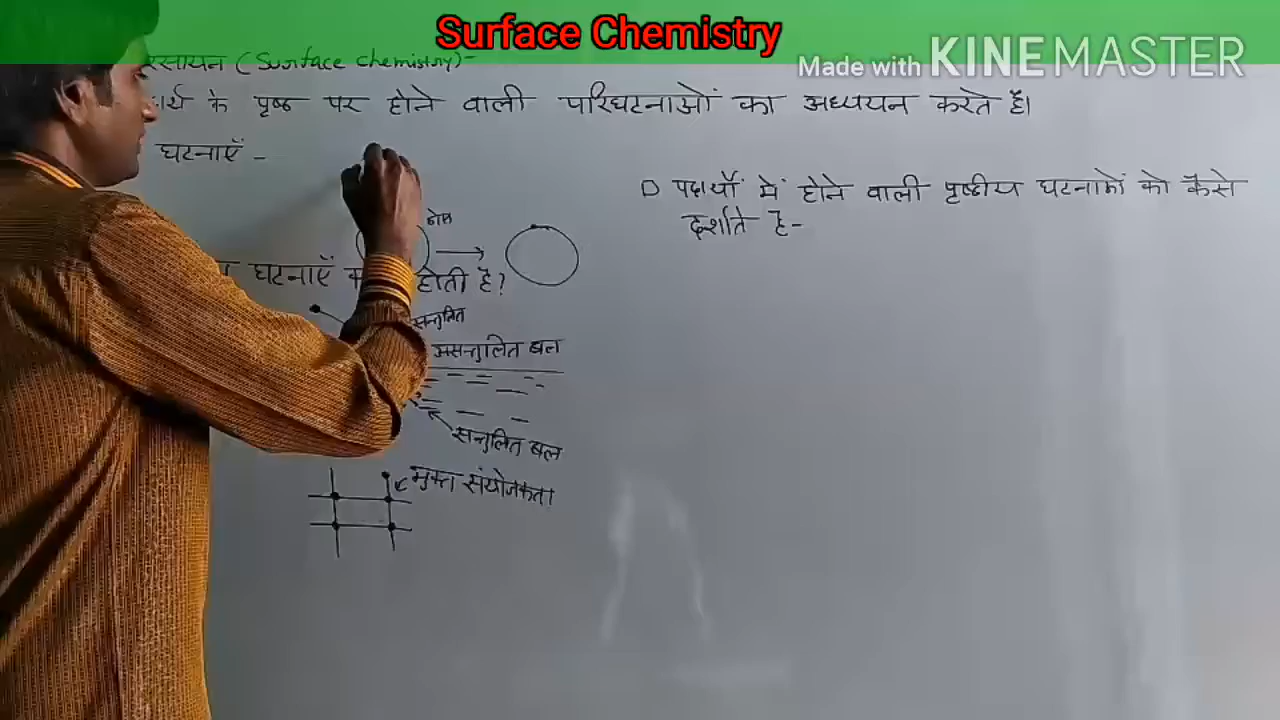 Surface Chemistry
Made with KINEMASTER
रसायन (Surface chemistry)-
के पृष्ठ पर होने वाली परिघटनाओं का अध्ययन करते है।
घटनाएँ -
पदार्थों में होने वाली पृष्ठीय घटनाओं को कैसे
दर्शाते है-
ठोस
घटनाएँ होती है?
सन्तुलित
असन्तुलित बल
सन्तुलित बल
मुक्त संयोजकता